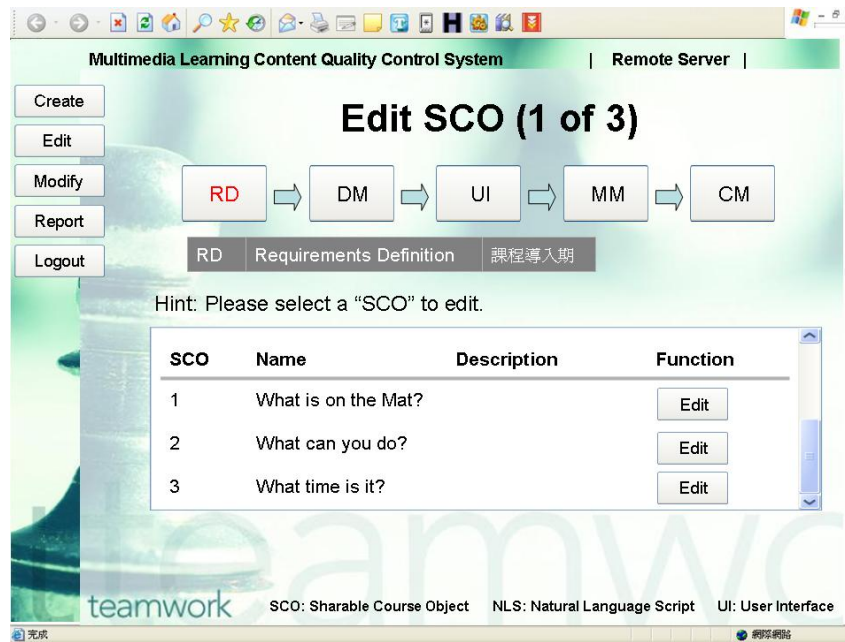 Multimedia Learning Content Quality Control System | Remote Server |
Create
Edit
Modify
Report
Logout
Edit SCO (1 of 3)
RD DM UI MM CM
RD Requirements Definition 課程導入期
Hint: Please select a “SCO” to edit.
SCO Name Description Function
1 What is on the Mat? Edit
2 What can you do? Edit
3 What time is it? Edit
teamwo
teamwork
SCO: Sharable Course Object NLS: Natural Language Script UI: User Interface
完成 網際網路